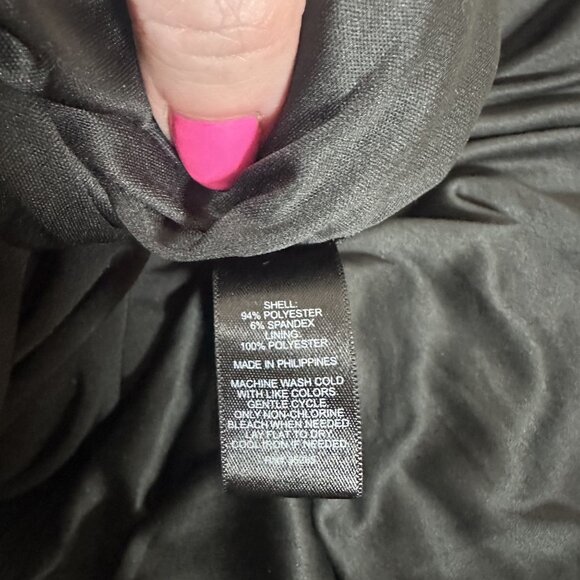 SHELL:
94% POLYESTER
6% SPANDEX
LINING:
100% POLYESTER
MADE IN PHILIPPINES
MACHINE WASH COLD
WITH LIKE COLORS
GENTLE CYCLE.
ONLY NON-CHLORINE
BLEACH WHEN NEEDED
LAY FLAT TO DRY.
COOL IRON IF NEEDED.